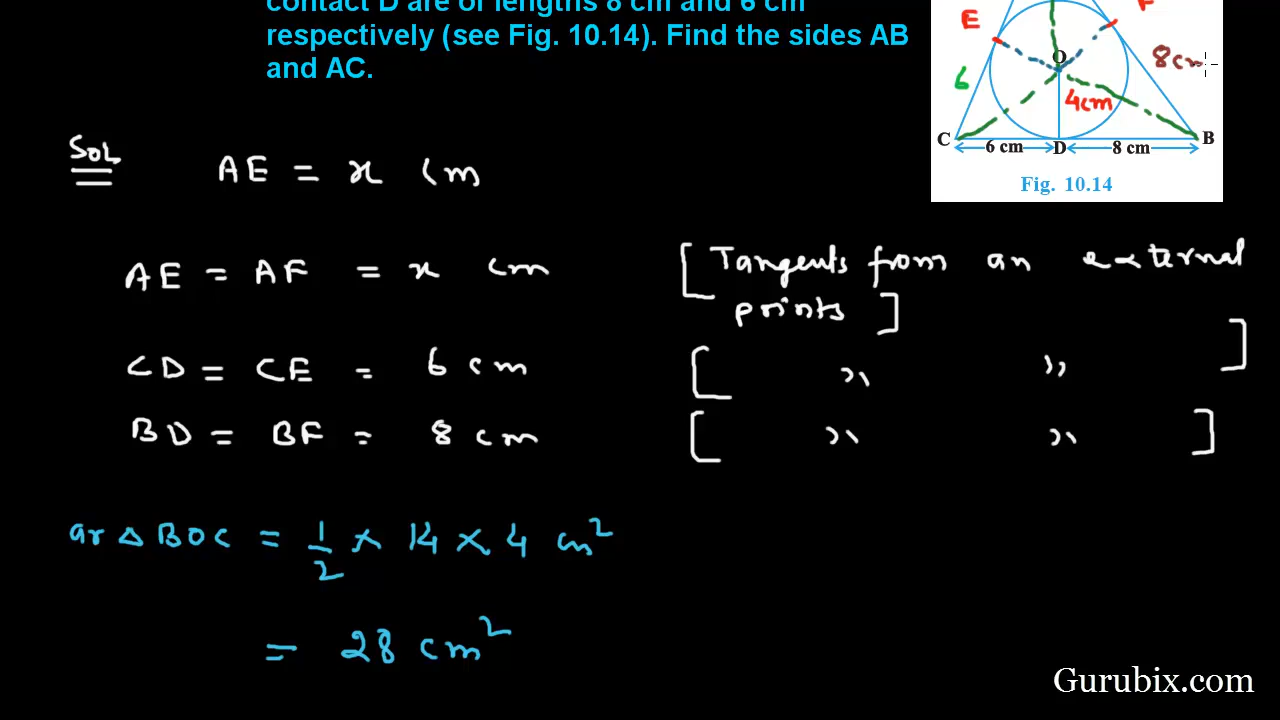 contact D are of lengths 8 cm and 6 cm
respectively (see Fig. 10.14). Find the sides AB
and AC.
E
F
O
8cm
6
4cm
C
6 cm
D
8 cm
B
Fig. 10.14
Sol
AE = x cm
AE = AF = x cm [Tangents from an external
points]
CD = CE = 6 cm [ ,, ,, ]
BD = BF = 8 cm [ ,, ,, ]
ar △ BOC = 1/2 × 14 × 4 cm²
= 28 cm²
Gurubix.com